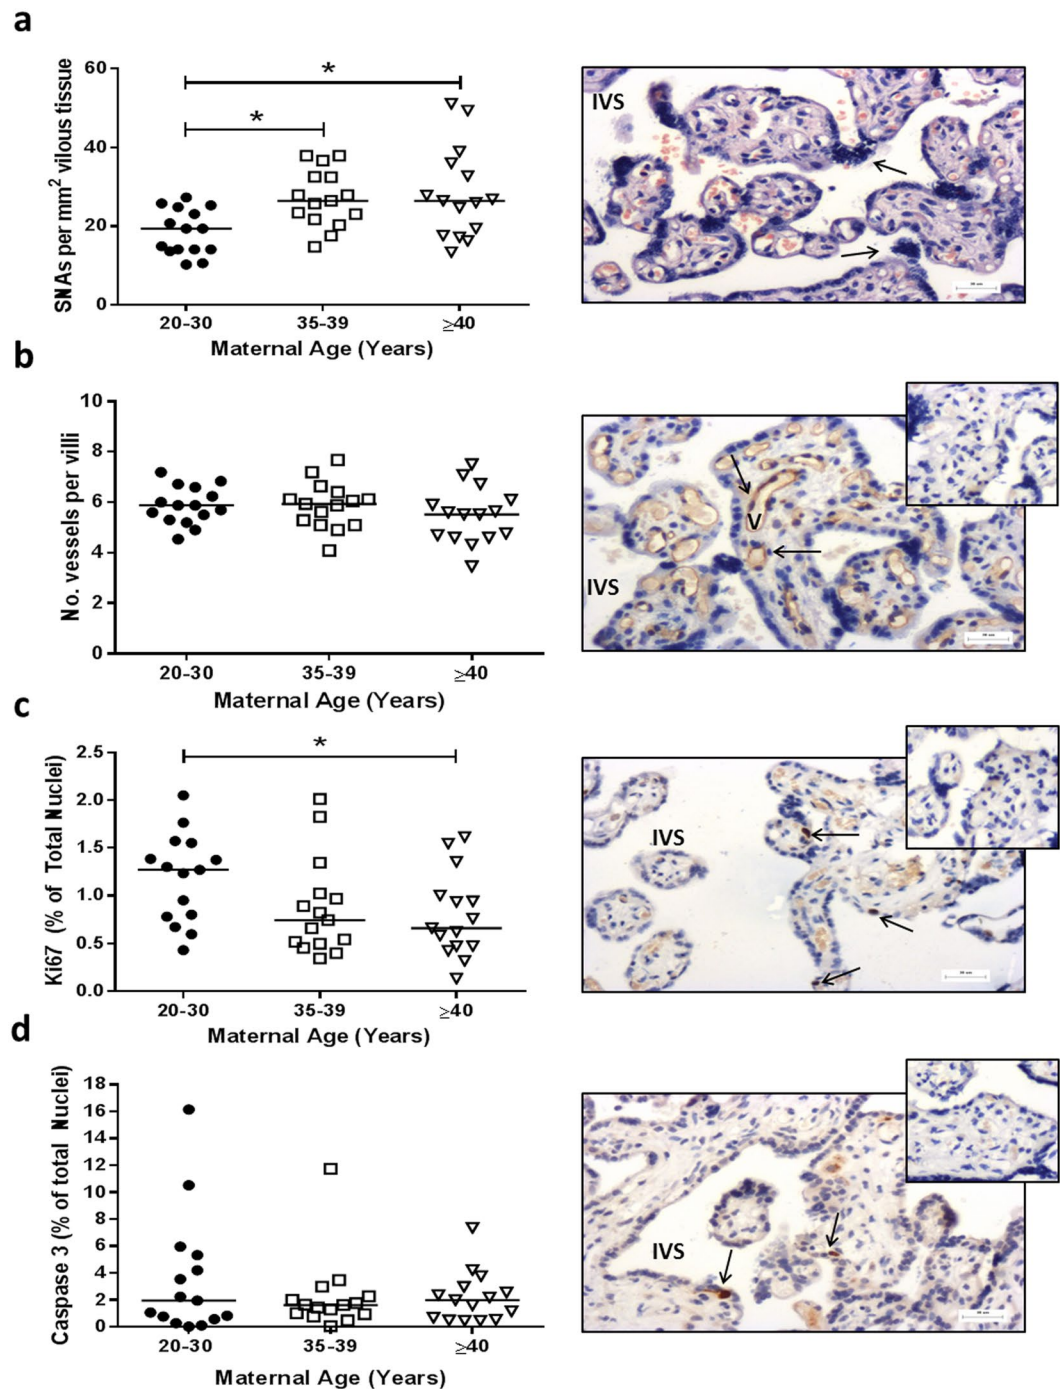 a
SNAs per mm² vilous tissue
60
40
20
0
*
*
20-30 35-39 ≥40
Maternal Age (Years)
IVS
b
No. vessels per villi
10
8
6
4
2
0
20-30 35-39 ≥40
Maternal Age (Years)
V
IVS
c
Ki67 (% of Total Nuclei)
2.5
2.0
1.5
1.0
0.5
0.0
*
20-30 35-39 ≥40
Maternal Age (Years)
IVS
d
Caspase 3 (% of total Nuclei)
18
16
14
12
10
8
6
4
2
0
20-30 35-39 ≥40
Maternal Age (Years)
IVS